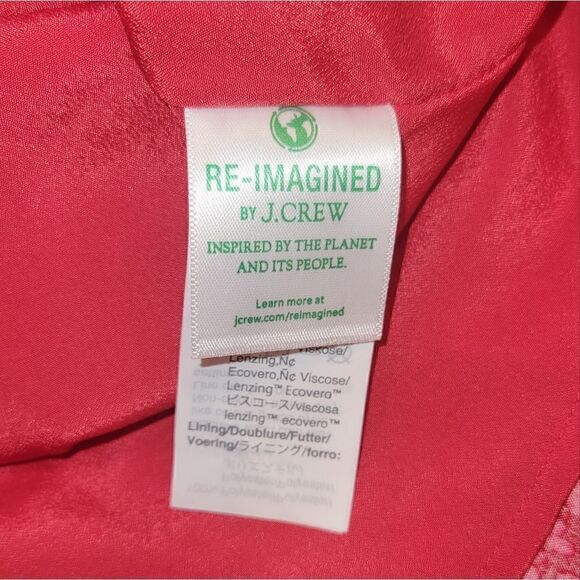 RE-IMAGINED
BY J.CREW
INSPIRED BY THE PLANET
AND ITS PEOPLE.
Learn more at
jcrew.com/reimagined
Viskose/
Lenzing,Ñ¢
Ecovero,Ñ¢ Viscose/
Lenzing™ Ecovero™
ビスコース/viscosa
lenzing™ ecovero™
Lining/Doublure/Futter/
Voering/ライニング/forro: